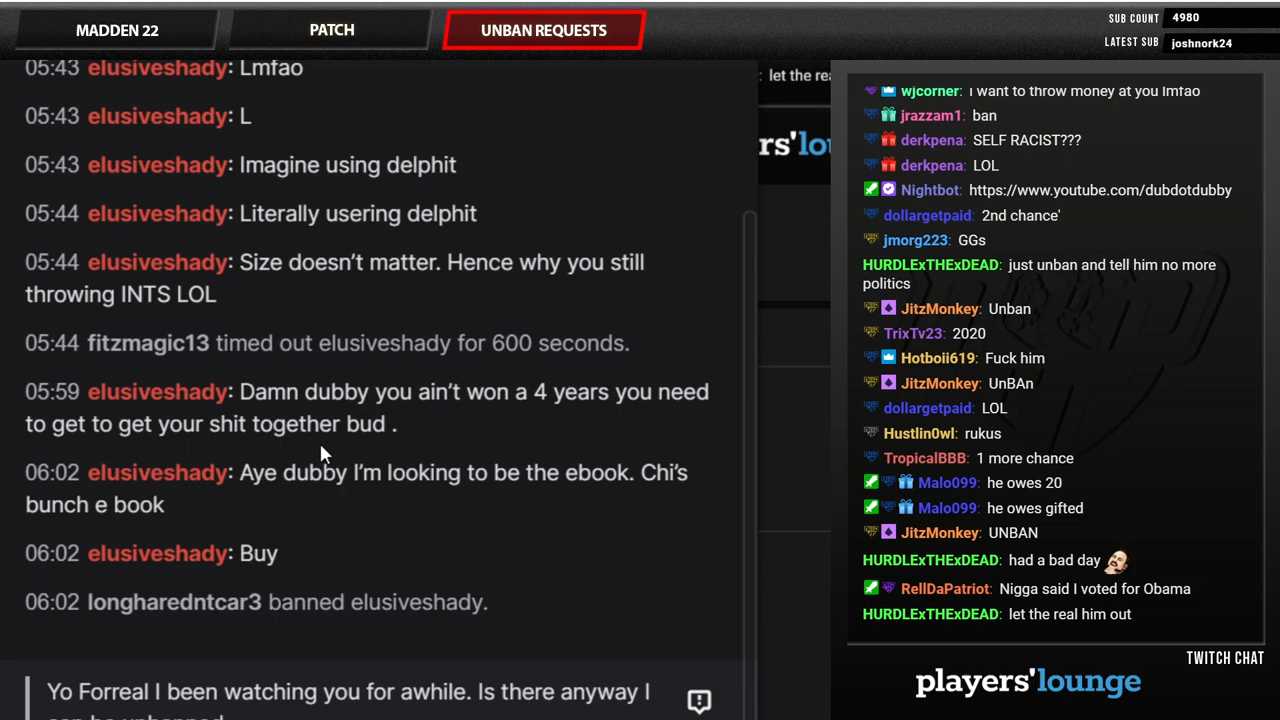 MADDEN 22
PATCH
UNBAN REQUESTS
SUB COUNT 4980
LATEST SUB joshnork24
05:43 elusiveshady: Lmfao
05:43 elusiveshady: L
05:43 elusiveshady: Imagine using delphit
05:44 elusiveshady: Literally usering delphit
05:44 elusiveshady: Size doesn't matter. Hence why you still
throwing INTS LOL
05:44 fitzmagic13 timed out elusiveshady for 600 seconds.
05:59 elusiveshady: Damn dubby you ain't won a 4 years you need
to get to get your shit together bud .
06:02 elusiveshady: Aye dubby I'm looking to be the ebook. Chi's
bunch e book
06:02 elusiveshady: Buy
06:02 longharedntcar3 banned elusiveshady.
Yo Forreal I been watching you for awhile. Is there anyway I
: let the rea
rs'lou
wjcorner: I want to throw money at you lmfao
jrazzam1: ban
derkpena: SELF RACIST???
derkpena: LOL
Nightbot: https://www.youtube.com/dubdotdubby
dollargetpaid: 2nd chance'
jmorg223: GGs
HURDLExTHExDEAD: just unban and tell him no more
politics
JitzMonkey: Unban
TrixTv23: 2020
Hotboii619: Fuck him
JitzMonkey: UnBAn
dollargetpaid: LOL
Hustlin0wl: rukus
TropicalBBB: 1 more chance
Malo099: he owes 20
Malo099: he owes gifted
JitzMonkey: UNBAN
HURDLExTHExDEAD: had a bad day
RellDaPatriot: Nigga said I voted for Obama
HURDLExTHExDEAD: let the real him out
TWITCH CHAT
players'lounge